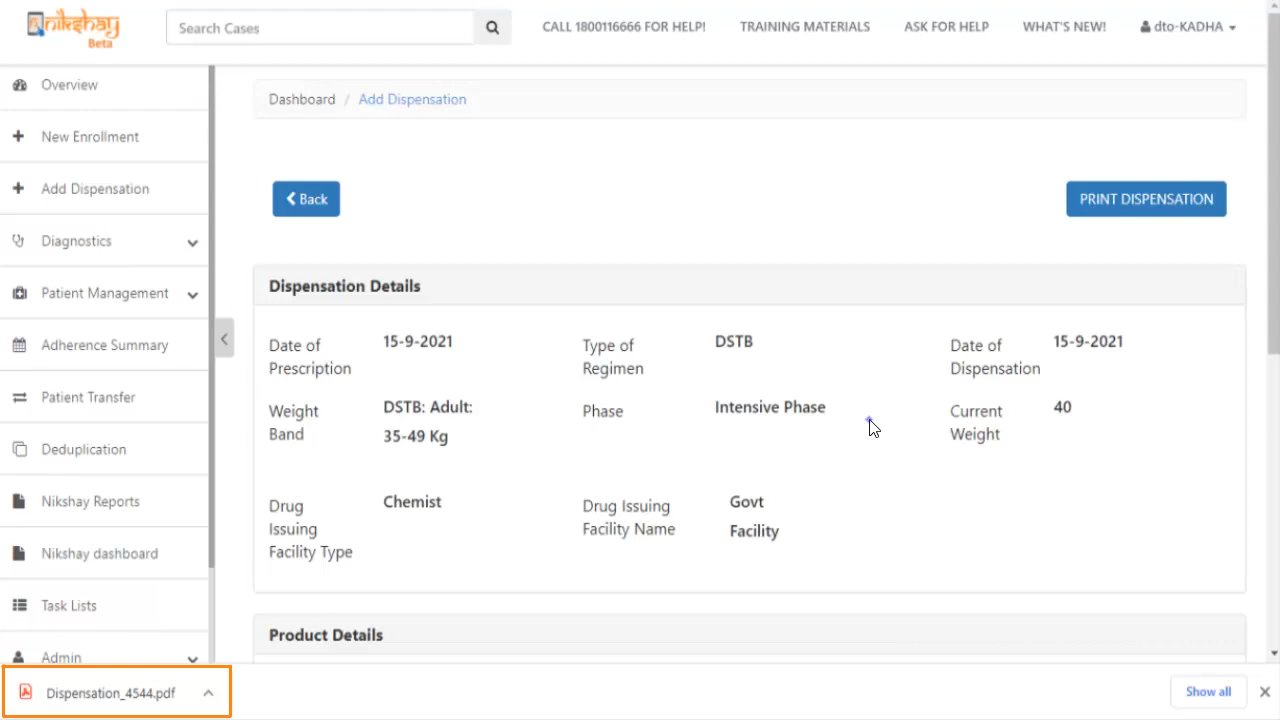 nikshay
Beta
Search Cases
CALL 1800116666 FOR HELP!
TRAINING MATERIALS
ASK FOR HELP
WHAT'S NEW!
dto-KADHA
Overview
New Enrollment
Add Dispensation
Diagnostics
Patient Management
Adherence Summary
Patient Transfer
Deduplication
Nikshay Reports
Nikshay dashboard
Task Lists
Admin
Dashboard / Add Dispensation
Back
PRINT DISPENSATION
Dispensation Details
Date of
Prescription
15-9-2021
Type of
Regimen
DSTB
Date of
Dispensation
15-9-2021
Weight
Band
DSTB: Adult:
35-49 Kg
Phase
Intensive Phase
Current
Weight
40
Drug
Issuing
Facility Type
Chemist
Drug Issuing
Facility Name
Govt
Facility
Product Details
Dispensation_4544.pdf
Show all